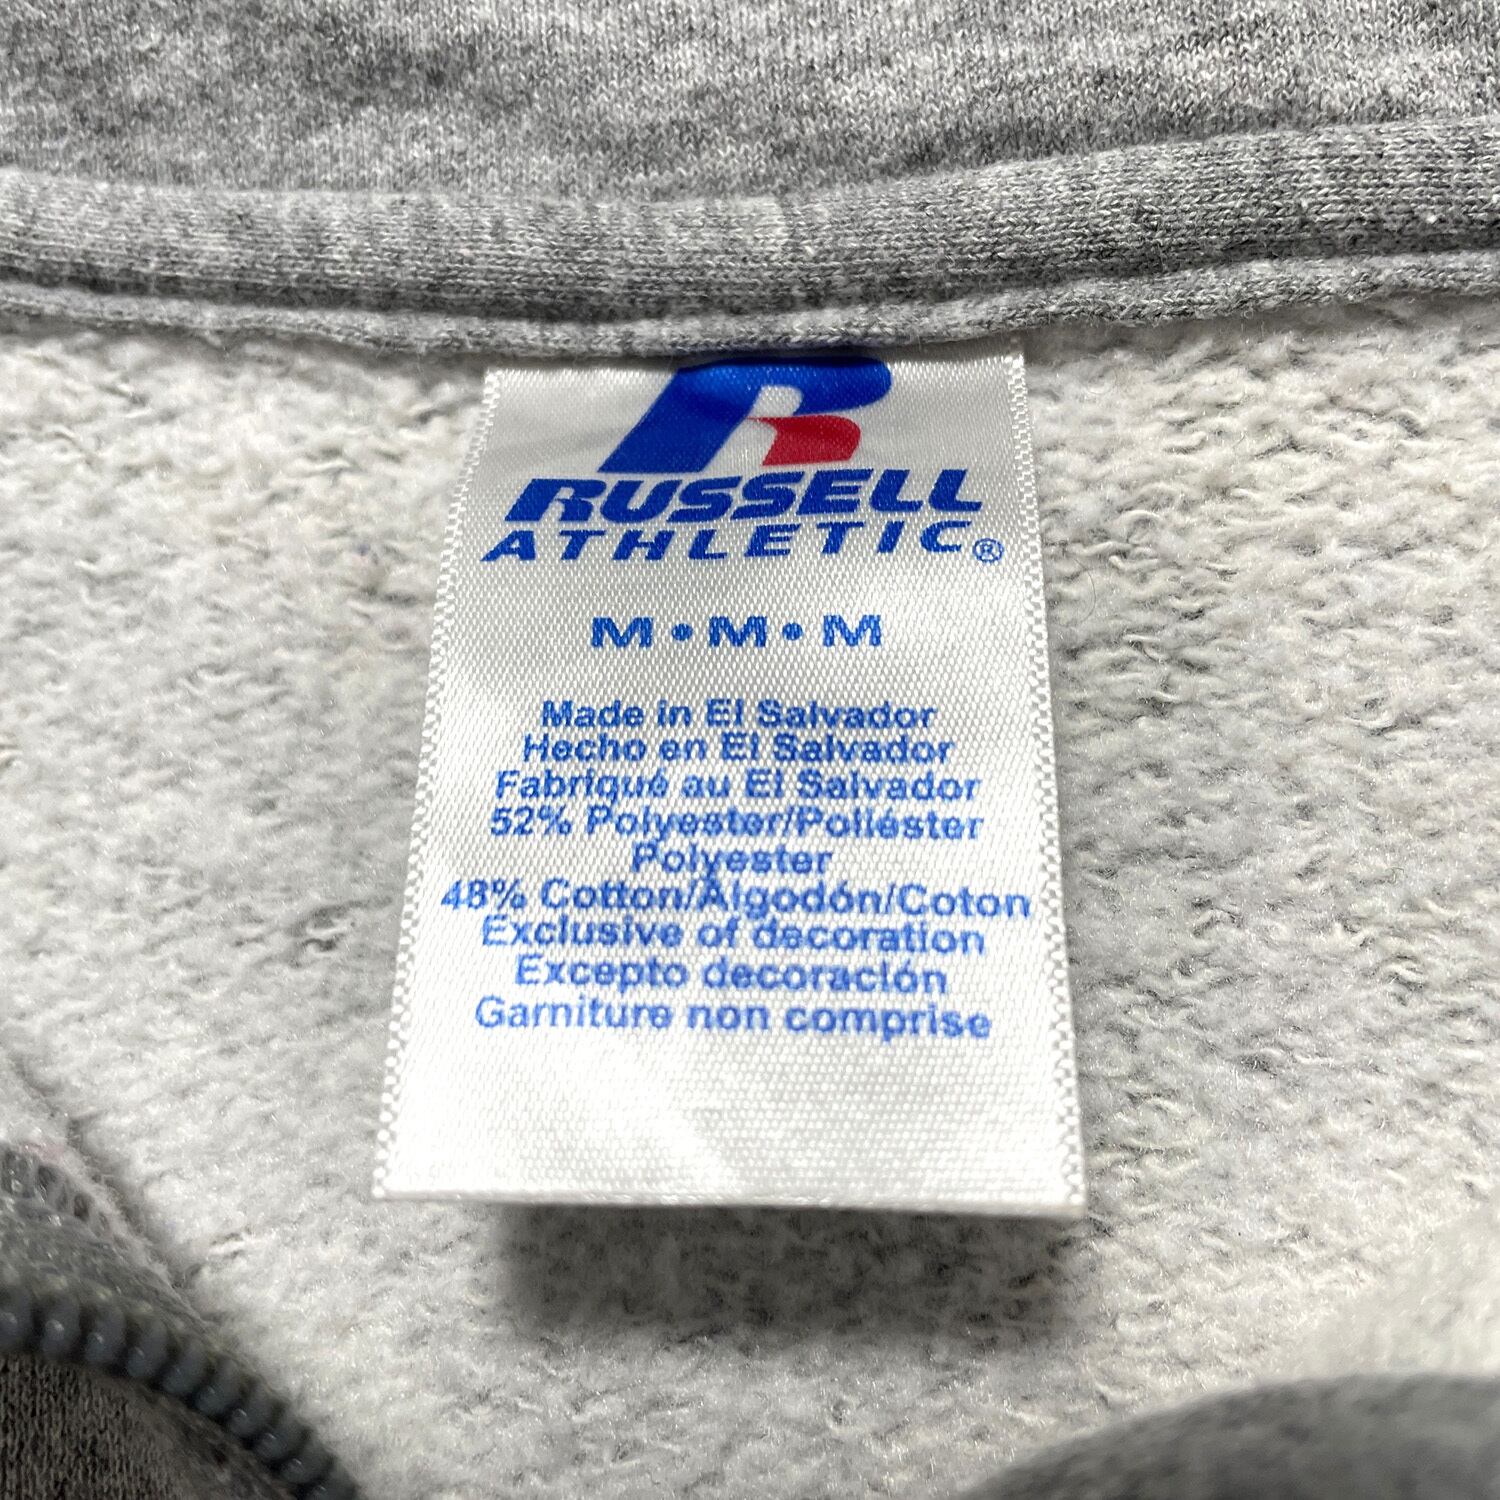 R
RUSSELL
ATHLETIC®
M • M • M
Made in El Salvador
Hecho en El Salvador
Fabriqué au El Salvador
52% Polyester/Poliéster
Polyester
48% Cotton/Algodón/Coton
Exclusive of decoration
Excepto decoración
Garniture non comprise